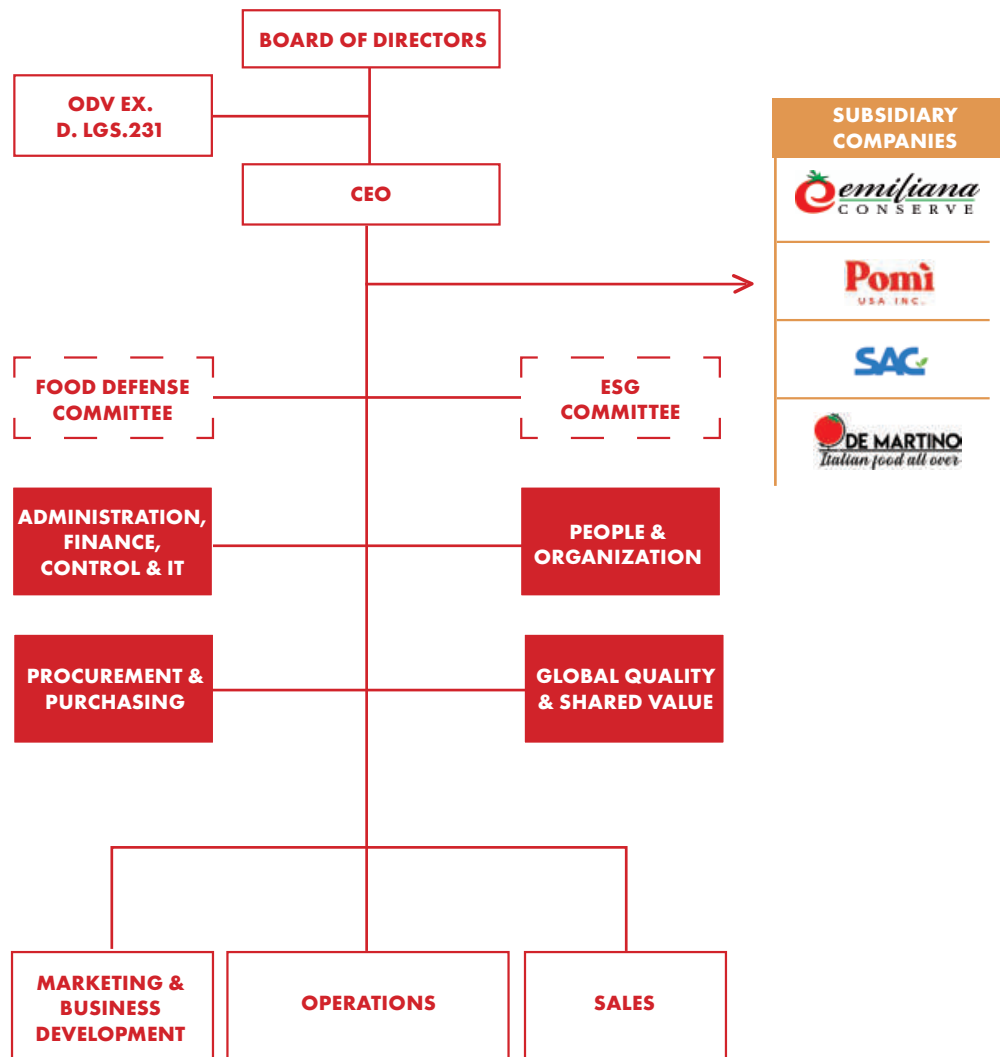 BOARD OF DIRECTORS
ODV EX.
D. LGS.231
CEO
SUBSIDIARY
COMPANIES
emiliana
CONSERVE
Pomì
USA INC.
SAC
DE MARTINO
Italian food all over
FOOD DEFENSE
COMMITTEE
ESG
COMMITTEE
ADMINISTRATION,
FINANCE,
CONTROL & IT
PEOPLE &
ORGANIZATION
PROCUREMENT &
PURCHASING
GLOBAL QUALITY
& SHARED VALUE
MARKETING &
BUSINESS
DEVELOPMENT
OPERATIONS
SALES